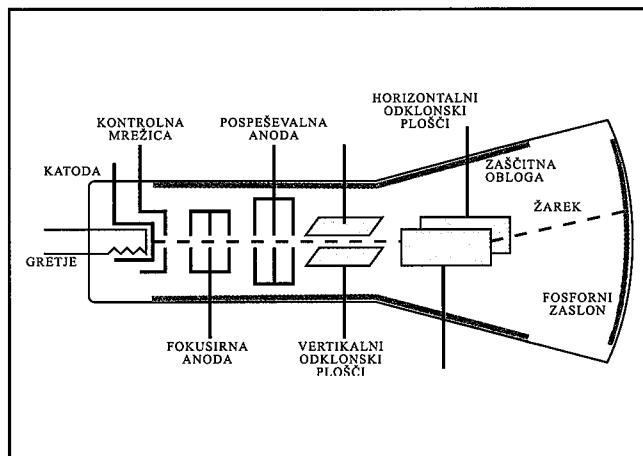 HORIZONTALNI
ODKLONSKI
PLOŠČI
KONTROLNA
MREŽICA
POSPEŠEVALNA
ANODA
ZAŠČITNA
OBLOGA
KATODA
ŽAREK
GRETJE
FOSFORNI
ZASLON
FOKUSIRNA
ANODA
VERTIKALNI
ODKLONSKI
PLOŠČI